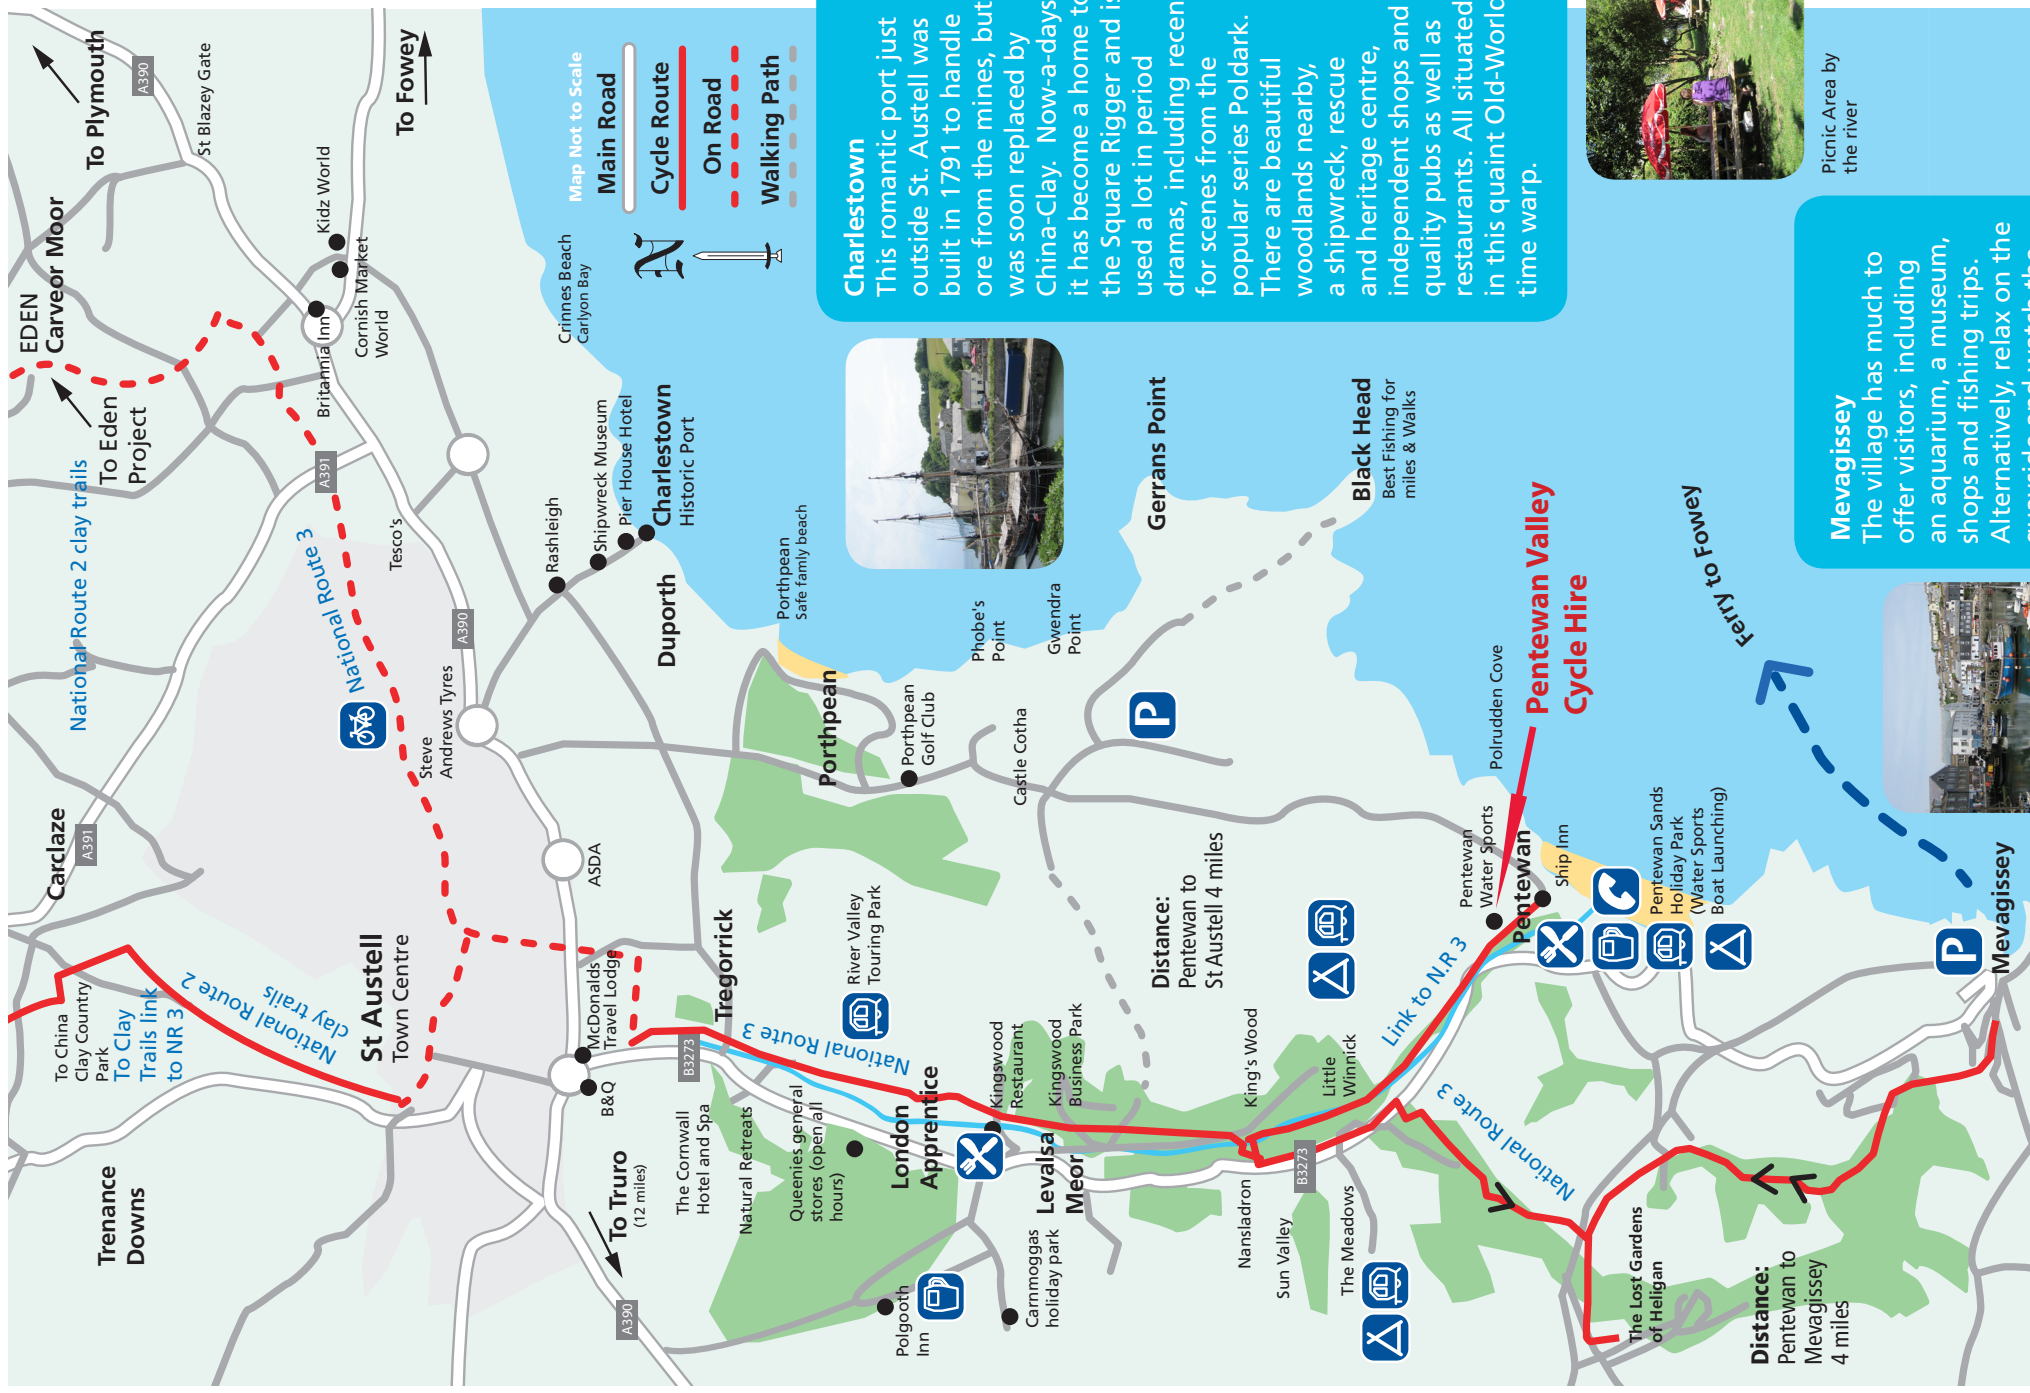 To Plymouth
A390
St Blazey Gate
To Fowey
EDEN
Carveor Moor
Kidz World
Cornish Market
World
Britannia Inn
To Eden
Project
A391
National Route 2 clay trails
National Route 3
Tesco's
Crinnes Beach
Carlyon Bay
Map Not to Scale
Main Road
Cycle Route
On Road
Walking Path
N
Charlestown
This romantic port just
outside St. Austell was
built in 1791 to handle
ore from the mines, but
was soon replaced by
China-Clay. Now-a-days
it has become a home to
the Square Rigger and is
used a lot in period
dramas, including recen
for scenes from the
popular series Poldark.
There are beautiful
woodlands nearby,
a shipwreck, rescue
and heritage centre,
independent shops and
quality pubs as well as
restaurants. All situated
in this quaint Old-World
time warp.
Picnic Area by
the river
Mevagissey
The village has much to
offer visitors, including
an aquarium, a museum,
shops and fishing trips.
Alternatively, relax on the
Rashleigh
Shipwreck Museum
Pier House Hotel
Charlestown
Historic Port
Duporth
Porthpean
Safe family beach
Phobe's
Point
Gwendra
Point
Gerrans Point
Black Head
Best Fishing for
miles & Walks
Carclaze
A391
A390
Steve
Andrews Tyres
ASDA
Porthpean
Porthpean
Golf Club
Castle Cotha
P
Polrudden Cove
Pentewan Valley
Cycle Hire
Ferry to Fowey
To China
Clay Country
Park
To Clay
Trails link
to NR 3
National Route 2
clay trails
St Austell
Town Centre
McDonalds
Travel Lodge
B&Q
Tregorrick
River Valley
Touring Park
B3273
National Route 3
Distance:
Pentewan to
St Austell 4 miles
Pentewan
Water Sports
Pentewan
Ship Inn
Pentewan Sands
Holiday Park
(Water Sports
Boat Launching)
P
Mevagissey
Link to N.R 3
Kingswood
Restaurant
Kingswood
Business Park
King's Wood
Little
Winnick
Trenance
Downs
To Truro
(12 miles)
A390
The Cornwall
Hotel and Spa
Natural Retreats
Queenies general
stores (open all
hours)
London
Apprentice
Levalsa
Meor
Polgooth
Inn
Carnmoggas
holiday park
Nansladron
B3273
Sun Valley
The Meadows
National Route 3
The Lost Gardens
of Heligan
Distance:
Pentewan to
Mevagissey
4 miles